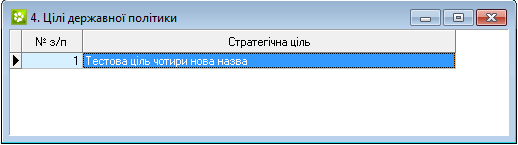 4. Цілі державної політики
№ з/п Стратегічна ціль
1 Тестова ціль чотири нова назва